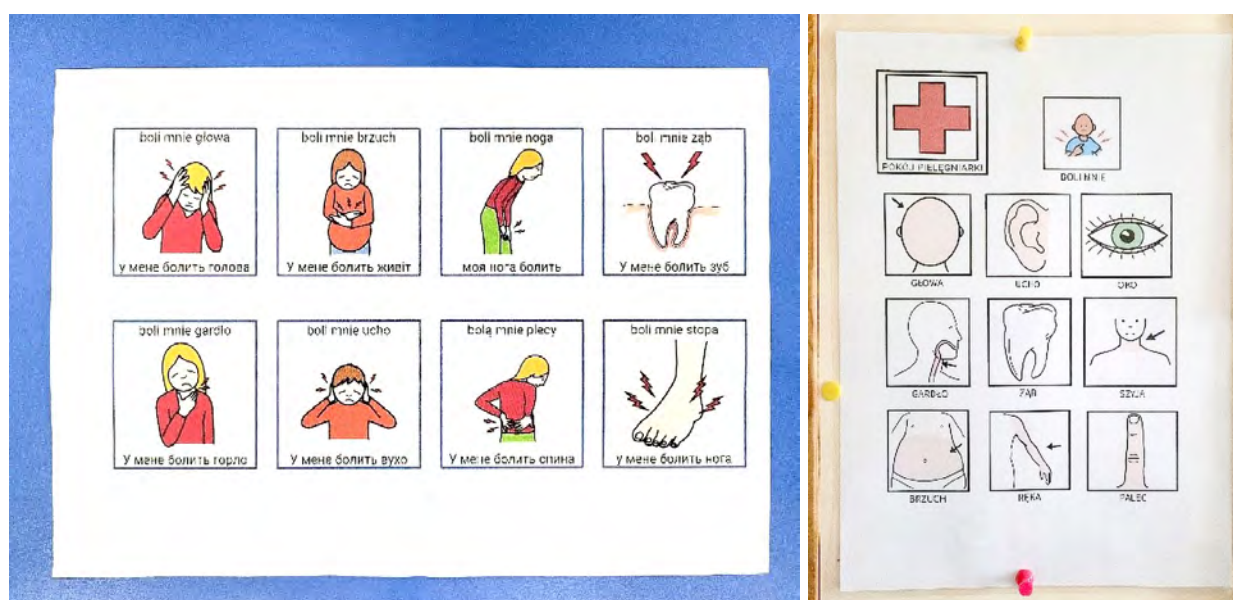 boli mnie głowa
у мене болить голова
boli mnie brzuch
У мене болить живіт
boli mnie noga
моя нога болить
boli mnie ząb
У мене болить зуб
boli mnie gardło
У мене болить горло
boli mnie ucho
У мене болить вухо
bolą mnie plecy
У мене болить спина
boli mnie stopa
у мене болить нога
POKÓJ PIELĘGNIARKI
BOLI MNIE
GŁOWA
UCHO
OKO
GARDŁO
ZĄB
SZYJA
BRZUCH
RĘKA
PALEC